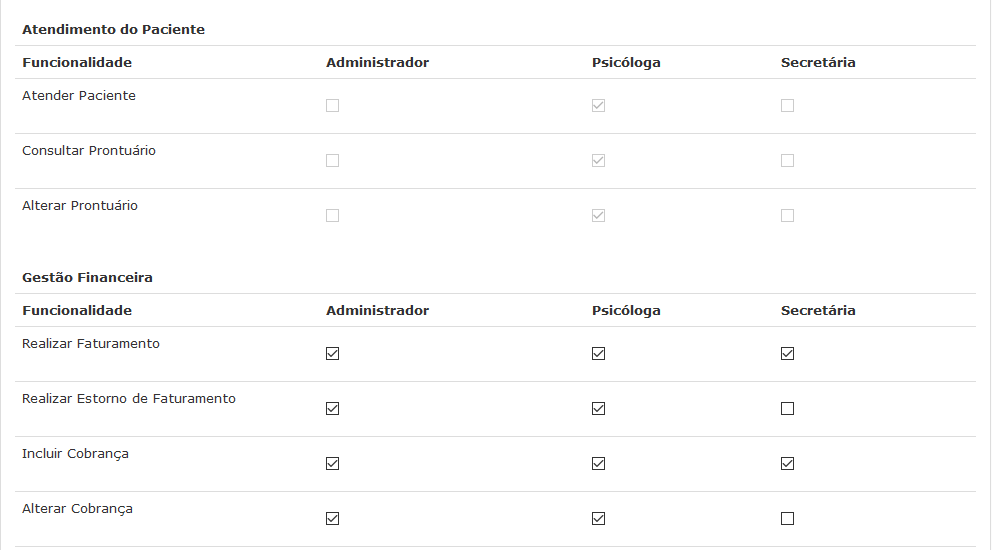 Atendimento do Paciente
Funcionalidade Administrador Psicóloga Secretária
Atender Paciente
Consultar Prontuário
Alterar Prontuário
Gestão Financeira
Funcionalidade Administrador Psicóloga Secretária
Realizar Faturamento
Realizar Estorno de Faturamento
Incluir Cobrança
Alterar Cobrança